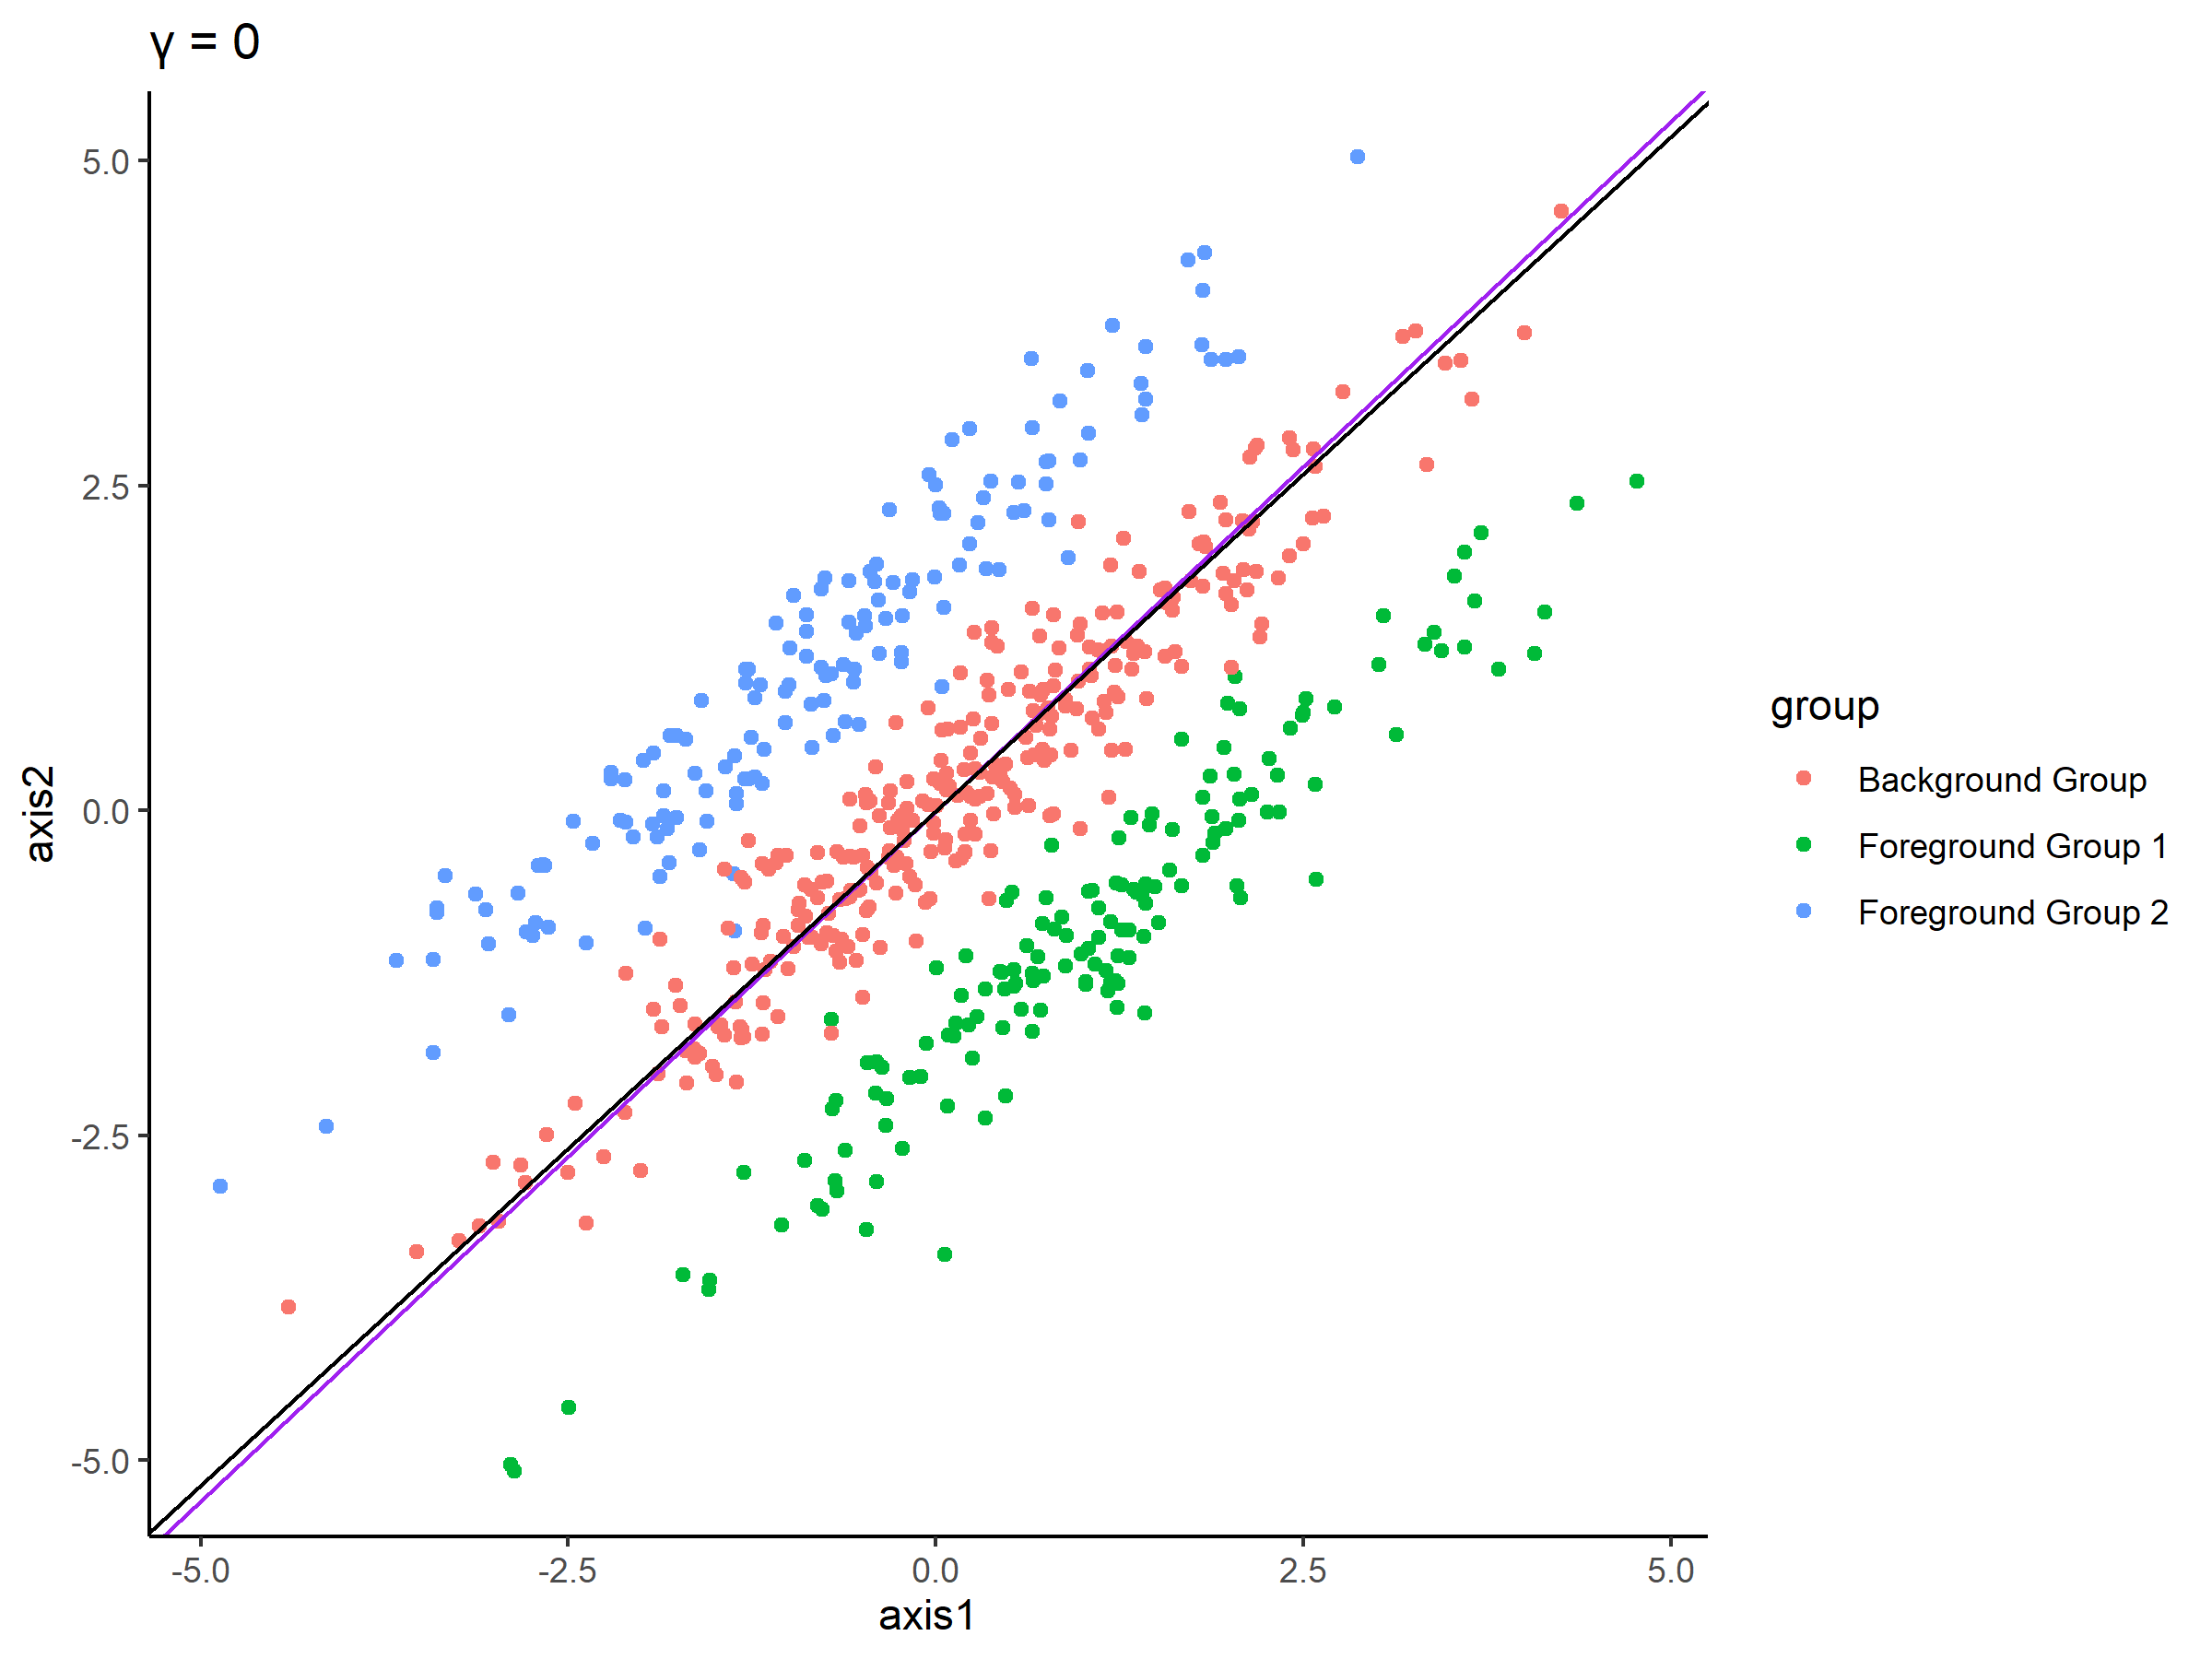 γ = 0
axis2
5.0
2.5
0.0
-2.5
-5.0
-5.0
-2.5
0.0
2.5
5.0
axis1
group
Background Group
Foreground Group 1
Foreground Group 2